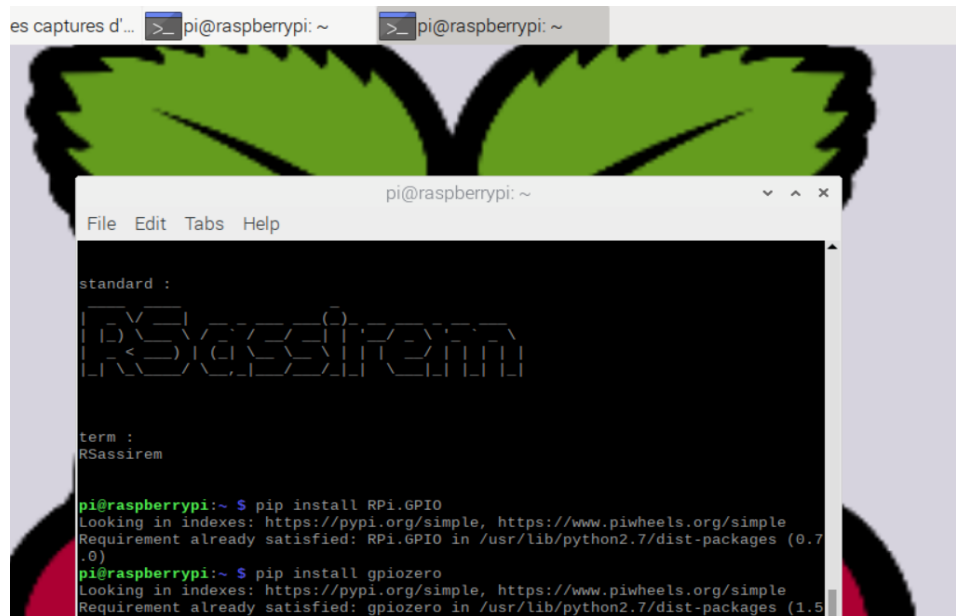 es captures d'... pi@raspberrypi: ~ pi@raspberrypi: ~
pi@raspberrypi: ~
File Edit Tabs Help
standard :
RSassirem
term :
RSassirem
pi@raspberrypi:~ $ pip install RPi.GPIO
Looking in indexes: https://pypi.org/simple, https://www.piwheels.org/simple
Requirement already satisfied: RPi.GPIO in /usr/lib/python2.7/dist-packages (0.7
.0)
pi@raspberrypi:~ $ pip install gpiozero
Looking in indexes: https://pypi.org/simple, https://www.piwheels.org/simple
Requirement already satisfied: gpiozero in /usr/lib/python2.7/dist-packages (1.5